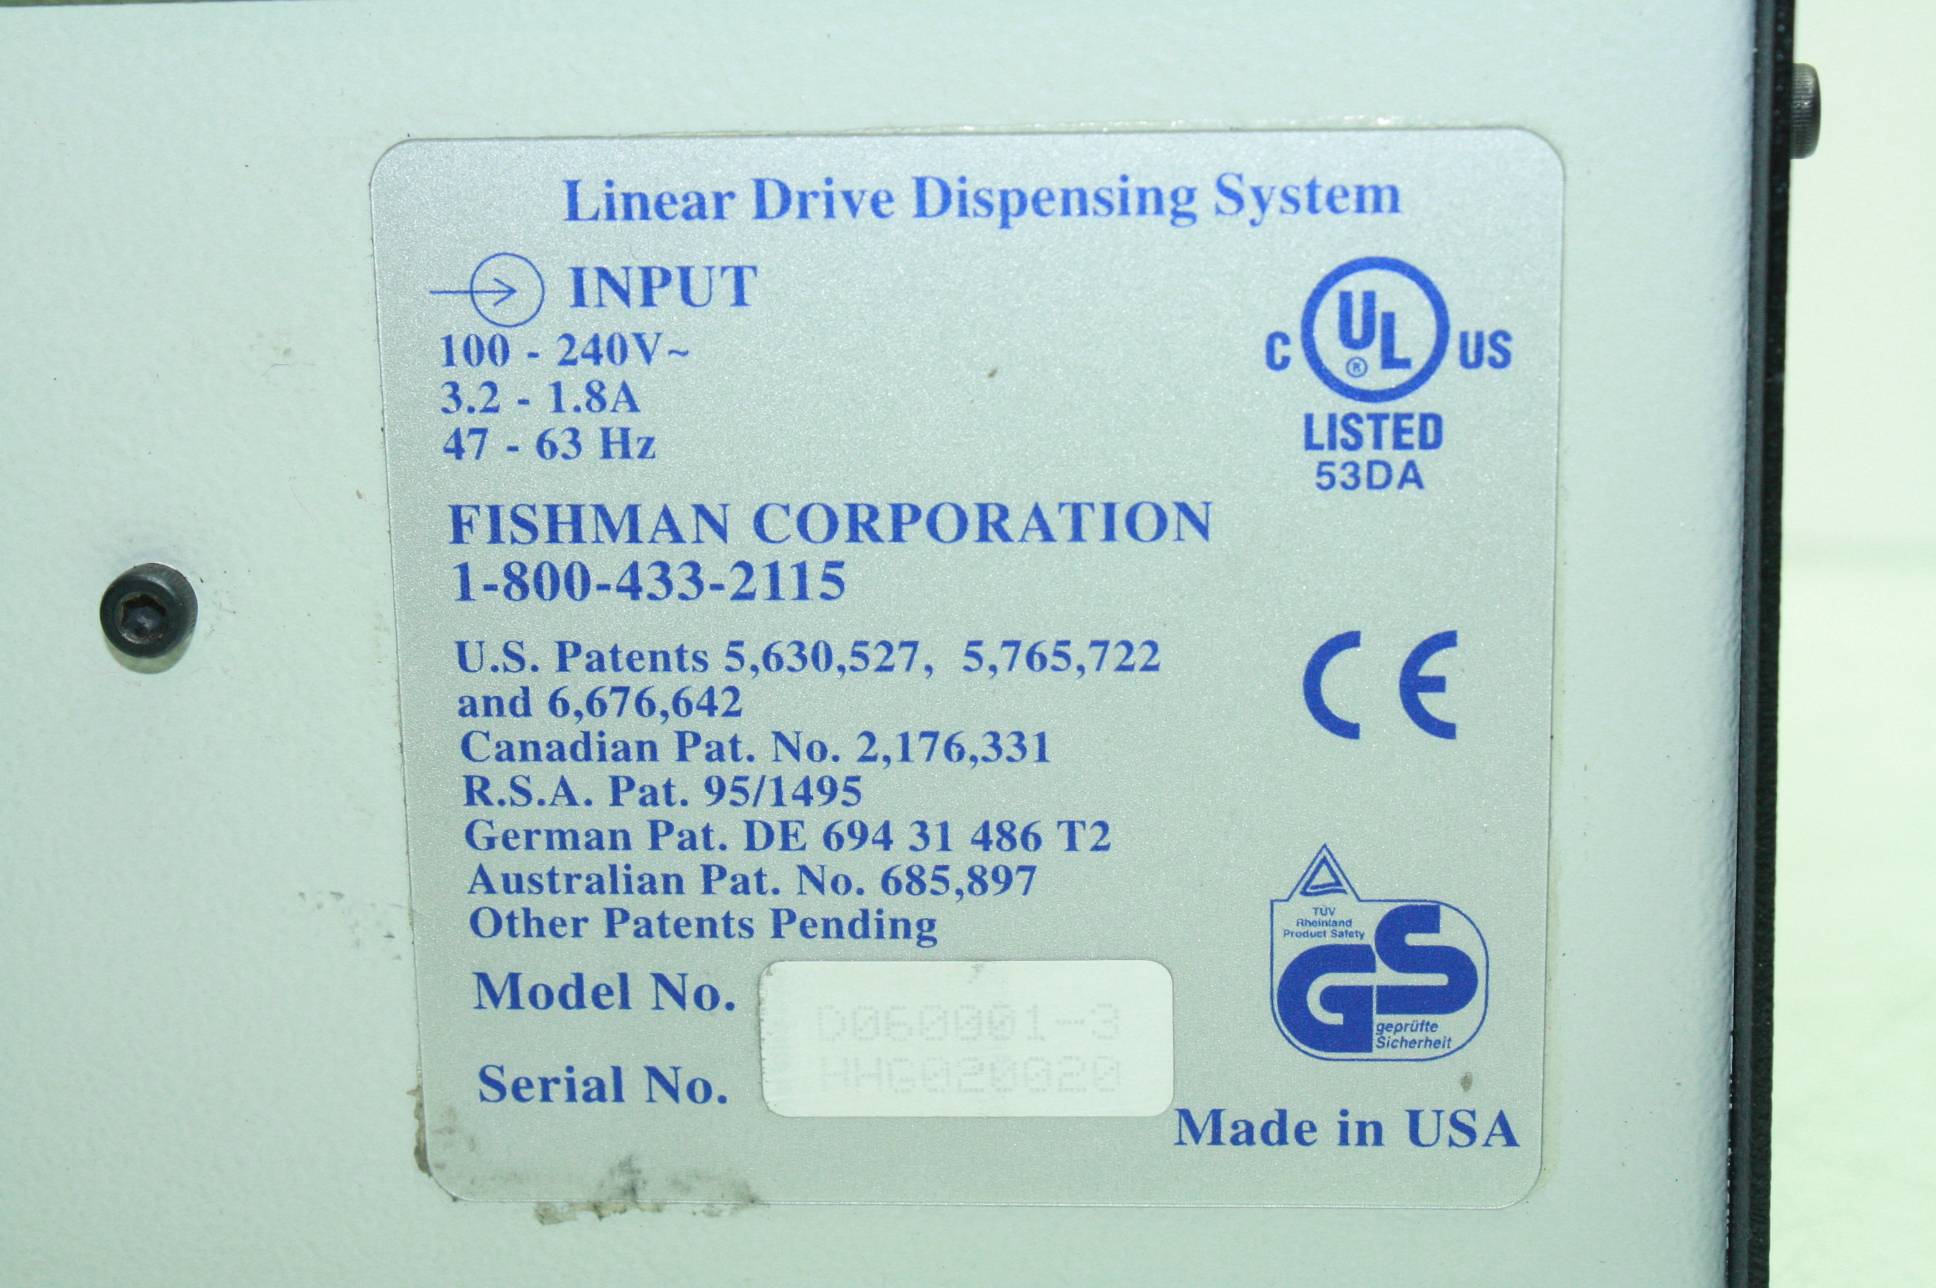 Linear Drive Dispensing System
INPUT
100 - 240V~
3.2 - 1.8A
47 - 63 Hz
C UL ® US
LISTED
53DA
FISHMAN CORPORATION
1-800-433-2115
U.S. Patents 5,630,527, 5,765,722
and 6,676,642
Canadian Pat. No. 2,176,331
R.S.A. Pat. 95/1495
German Pat. DE 694 31 486 T2
Australian Pat. No. 685,897
Other Patents Pending
CE
TÜV
Rheinland
Product Safety
GS
geprüfte
Sicherheit
Model No. D060001-3
Serial No. HHG020020
Made in USA